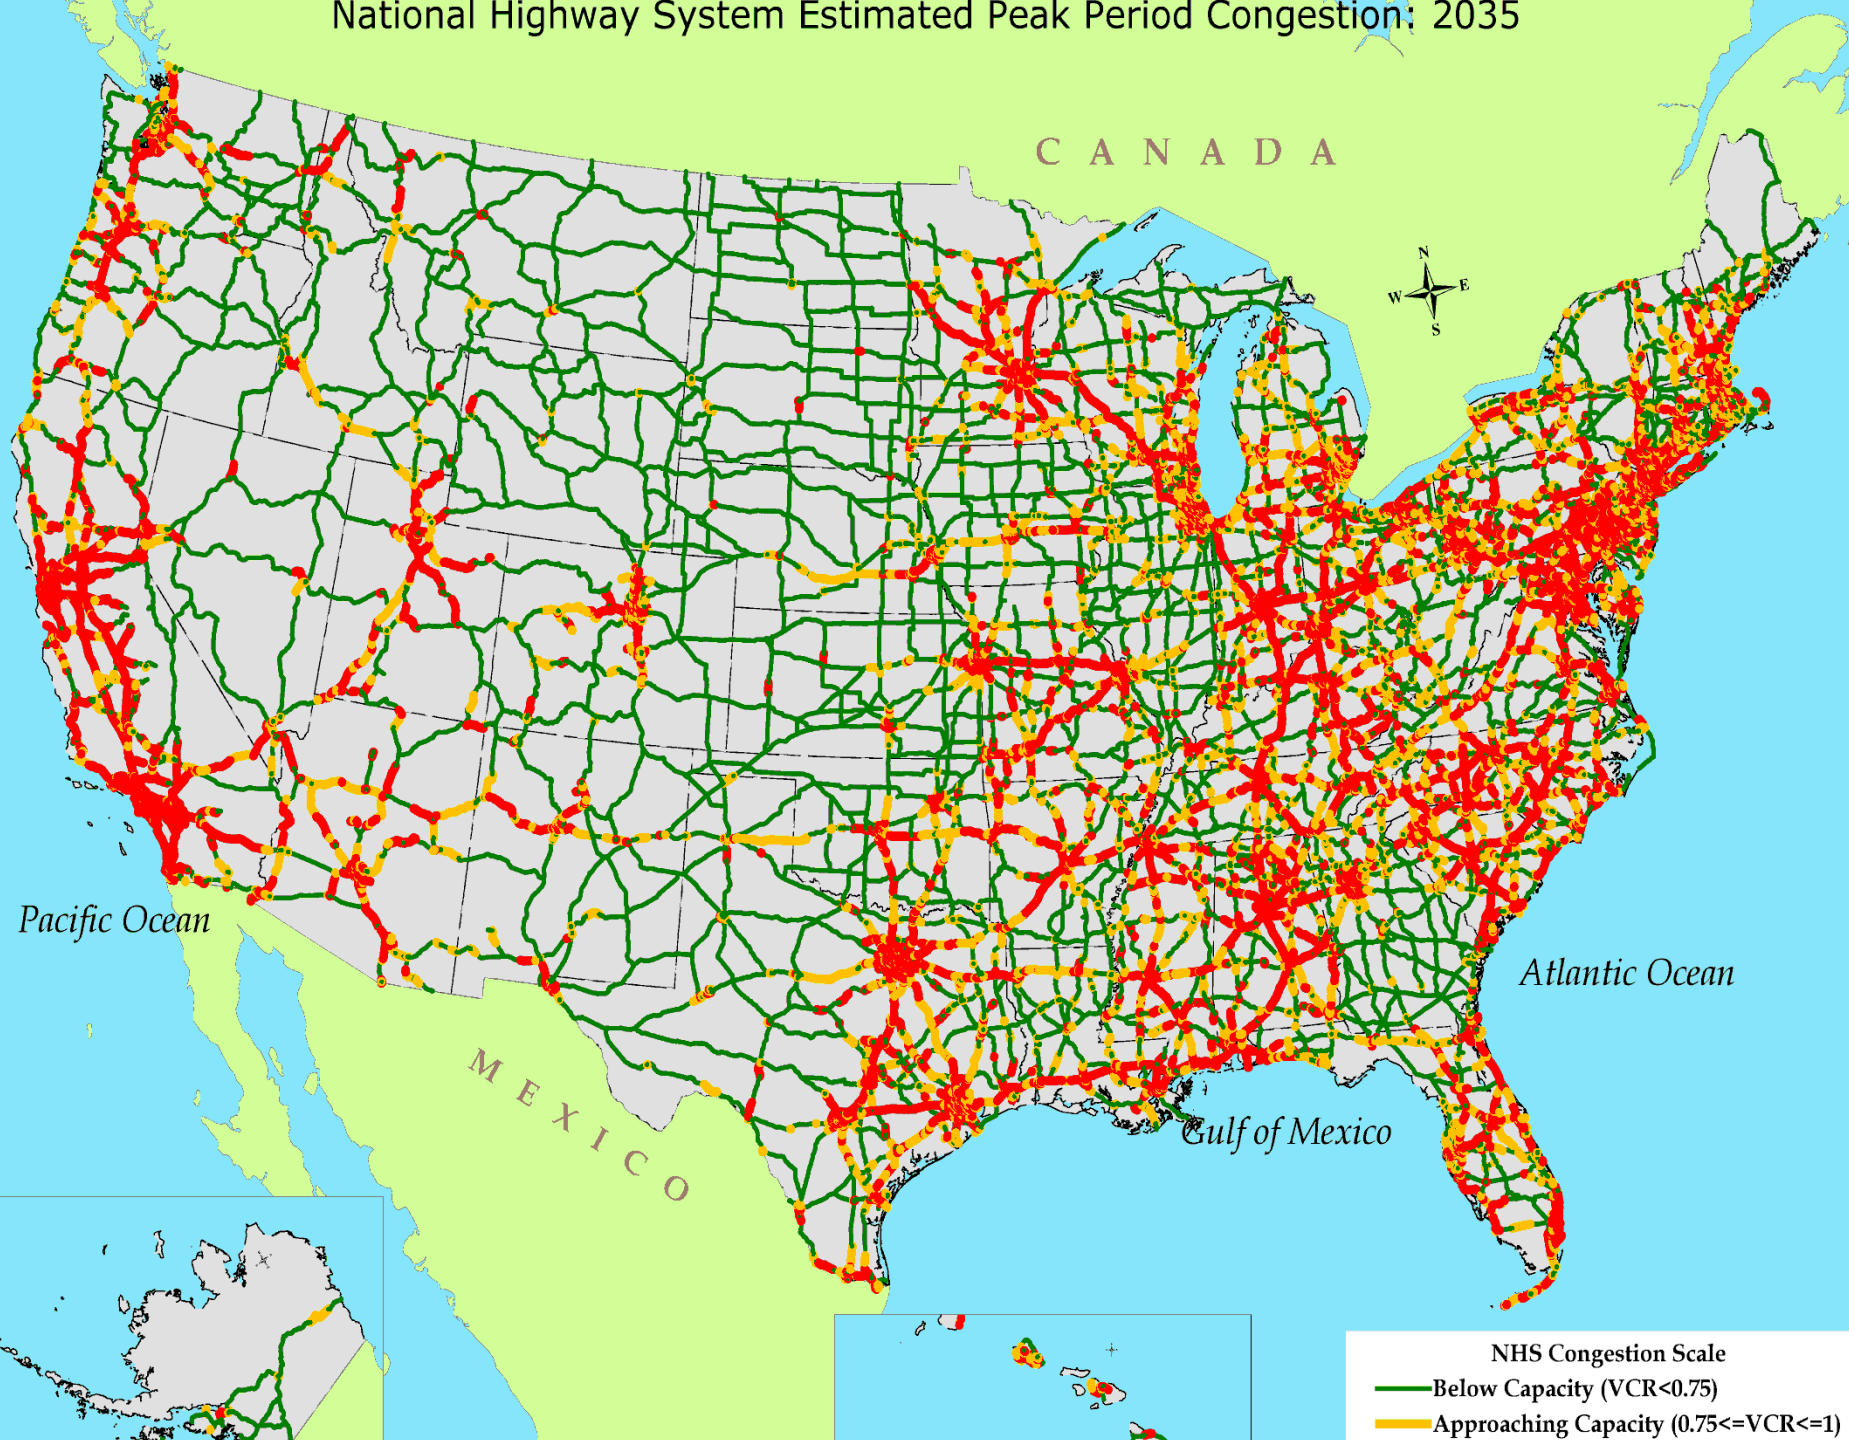 National Highway System Estimated Peak Period Congestion: 2035
CANADA
N
W E
S
Pacific Ocean
Atlantic Ocean
MEXICO
Gulf of Mexico
NHS Congestion Scale
Below Capacity (VCR<0.75)
Approaching Capacity (0.75<=VCR<=1)